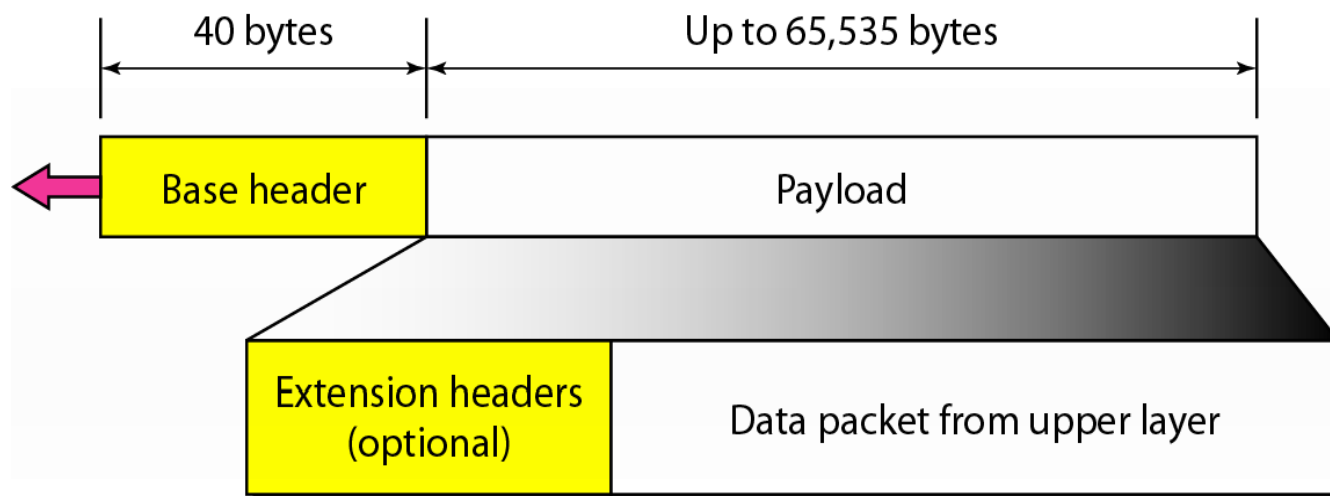 40 bytes
Up to 65,535 bytes
Base header
Payload
Extension headers
(optional)
Data packet from upper layer